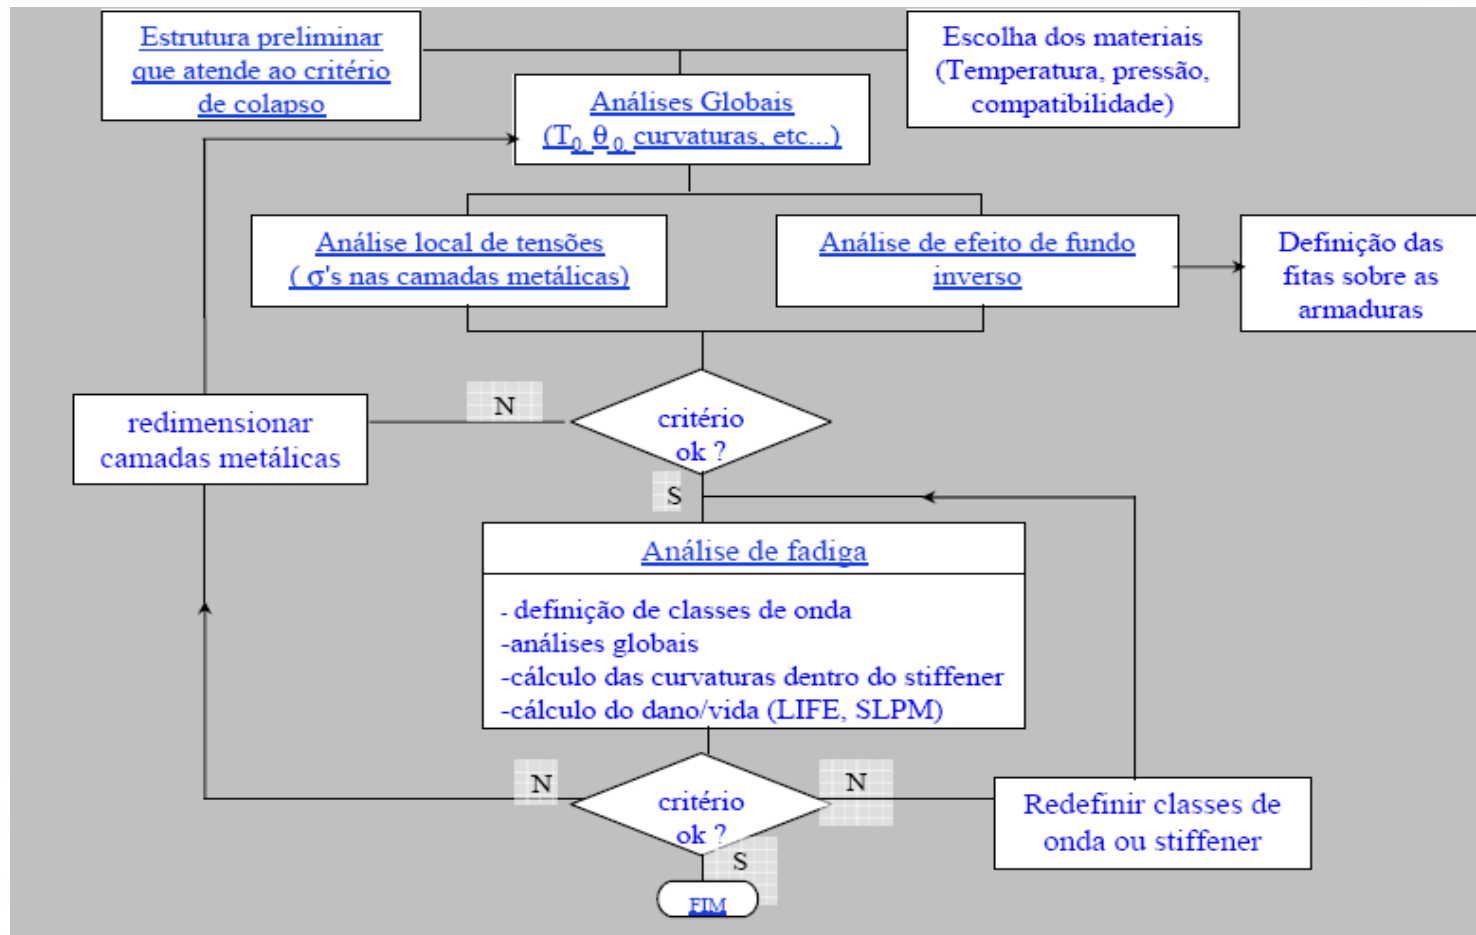 Estrutura preliminar
que atende ao critério
de colapso
Escolha dos materiais
(Temperatura, pressão,
compatibilidade)
Análises Globais
(T0, θ 0, curvaturas, etc...)
Análise local de tensões
( σ's nas camadas metálicas)
Análise de efeito de fundo
inverso
Definição das
fitas sobre as
armaduras
redimensionar
camadas metálicas
N
critério
ok ?
S
Análise de fadiga
- definição de classes de onda
-análises globais
-cálculo das curvaturas dentro do stiffener
-cálculo do dano/vida (LIFE, SLPM)
N
critério
ok ?
N
Redefinir classes de
onda ou stiffener
S
FIM